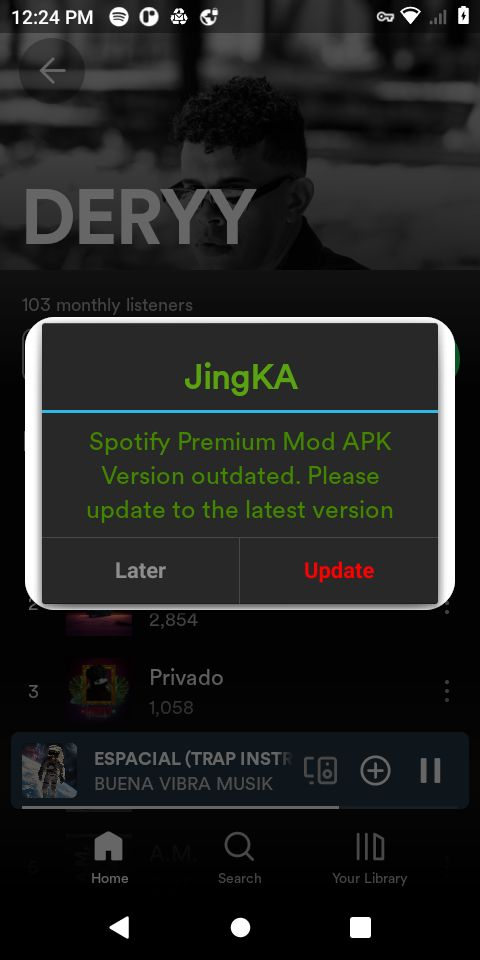 12:24 PM
DERYY
103 monthly listeners
JingKA
Spotify Premium Mod APK
Version outdated. Please
update to the latest version
Later
Update
2
2,854
3
Privado
1,058
ESPACIAL (TRAP INSTR
BUENA VIBRA MUSIK
5
A.M.
Home
Search
Your Library